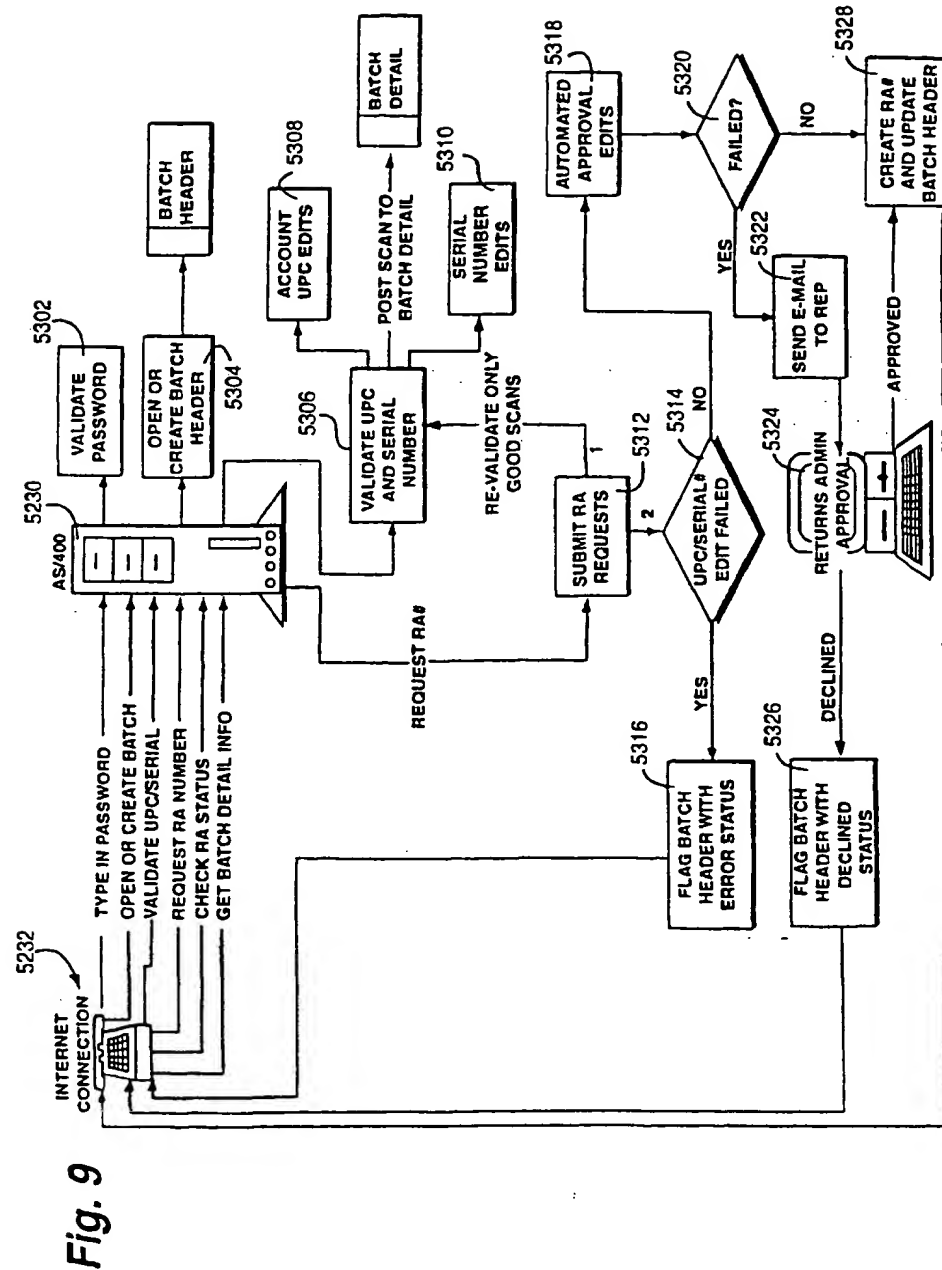 Fig. 9
INTERNET
CONNECTION
5232
TYPE IN PASSWORD
OPEN OR CREATE BATCH
VALIDATE UPC/SERIAL
REQUEST RA NUMBER
CHECK RA STATUS
GET BATCH DETAIL INFO
AS/400
5230
5302
VALIDATE
PASSWORD
OPEN OR
CREATE BATCH
HEADER
5304
BATCH
HEADER
5306
VALIDATE UPC
AND SERIAL
NUMBER
5308
ACCOUNT
UPC EDITS
POST SCAN TO
BATCH DETAIL
BATCH
DETAIL
5310
SERIAL
NUMBER
EDITS
RE-VALIDATE ONLY
GOOD SCANS
1
REQUEST RA#
5312
SUBMIT RA
REQUESTS
2
5314
UPC/SERIAL#
EDIT FAILED
YES
NO
5316
FLAG BATCH
HEADER WITH
ERROR STATUS
5318
AUTOMATED
APPROVAL
EDITS
5320
FAILED?
YES
NO
5322
SEND E-MAIL
TO REP
5324
RETURNS ADMIN
APPROVAL
DECLINED
APPROVED
5326
FLAG BATCH
HEADER WITH
DECLINED
STATUS
5328
CREATE RA#
AND UPDATE
BATCH HEADER